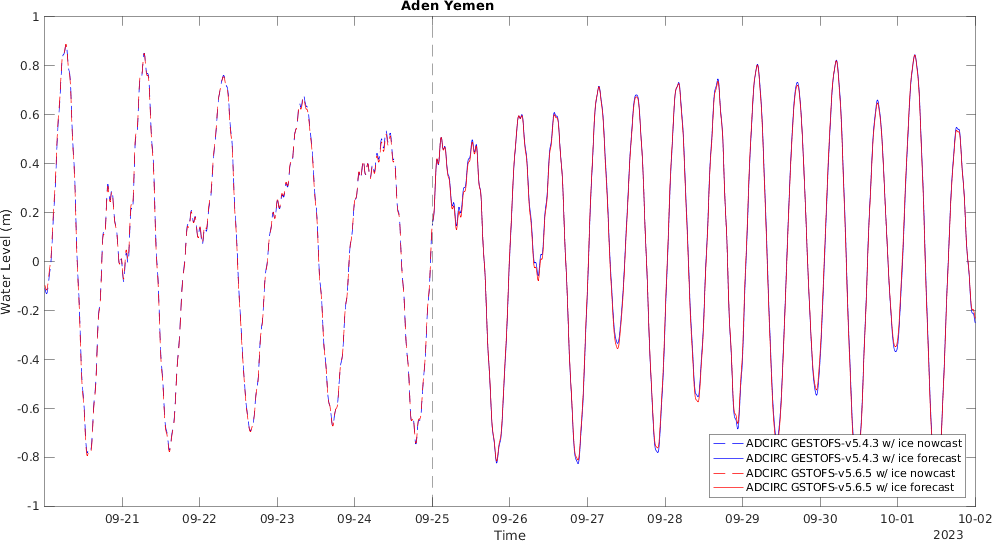 Aden Yemen
1
0.8
0.6
0.4
0.2
0
-0.2
-0.4
-0.6
-0.8
-1
Water Level (m)
ADCIRC GESTOFS-v5.4.3 w/ ice nowcast
ADCIRC GESTOFS-v5.4.3 w/ ice forecast
ADCIRC GSTOFS-v5.6.5 w/ ice nowcast
ADCIRC GSTOFS-v5.6.5 w/ ice forecast
09-21 09-22 09-23 09-24 09-25 09-26 09-27 09-28 09-29 09-30 10-01 10-02
Time
2023